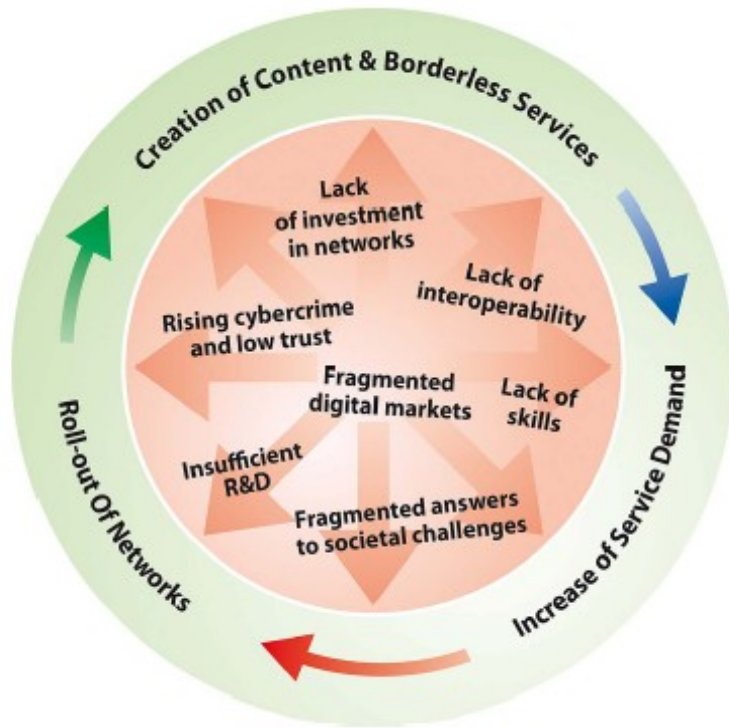 Creation of Content & Borderless Services
Lack
of investment
in networks
Lack of
interoperability
Rising cybercrime
and low trust
Fragmented
digital markets
Lack of
skills
Insufficient
R&D
Fragmented answers
to societal challenges
Roll-out Of Networks
Increase of Service Demand